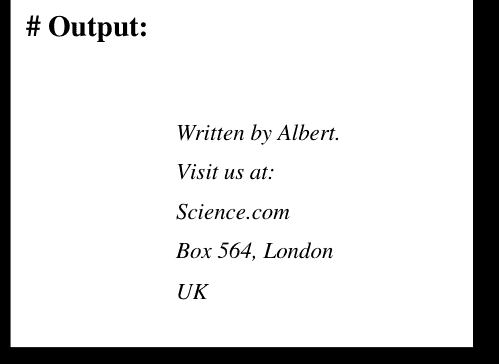 # Output:
Written by Albert.
Visit us at:
Science.com
Box 564, London
UK